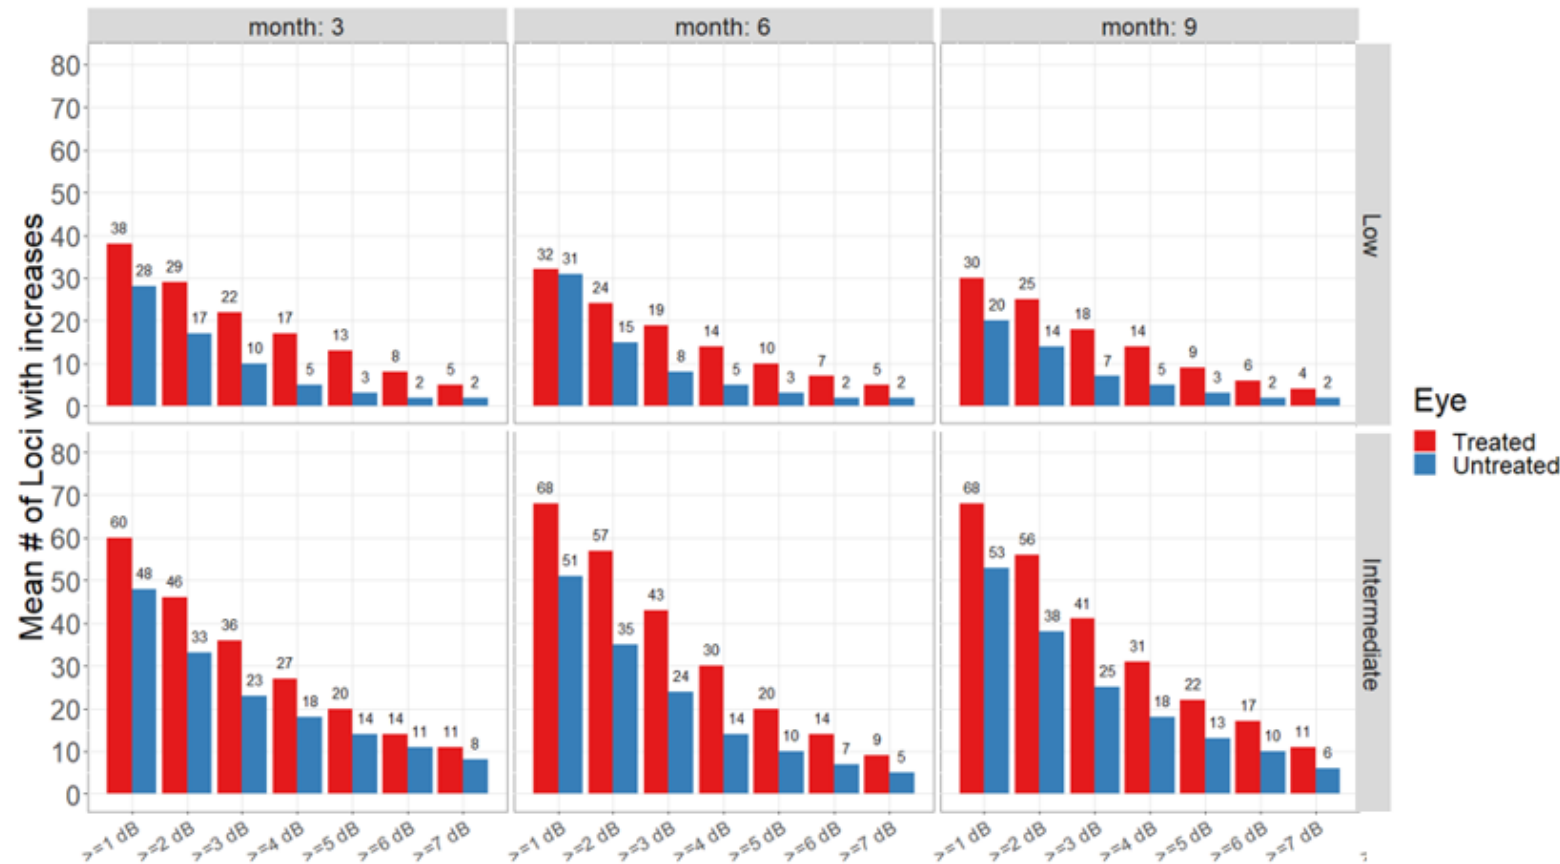 month: 3
month: 6
month: 9
Mean # of Loci with increases
80
70
60
50
40
30
20
10
0
38 28 29 17 22 10 17 5 13 3 8 2 5 2
32 31 24 15 19 8 14 5 10 3 7 2 5 2
30 20 25 14 18 7 14 5 9 3 6 2 4 2
Low
80
70
60
50
40
30
20
10
0
60 48 46 33 36 23 27 18 20 14 14 11 11 8
68 51 57 35 43 24 30 14 20 10 14 7 9 5
68 53 56 38 41 25 31 18 22 13 17 10 11 6
Intermediate
>=1 dB >=2 dB >=3 dB >=4 dB >=5 dB >=6 dB >=7 dB
>=1 dB >=2 dB >=3 dB >=4 dB >=5 dB >=6 dB >=7 dB
>=1 dB >=2 dB >=3 dB >=4 dB >=5 dB >=6 dB >=7 dB
Eye
Treated
Untreated